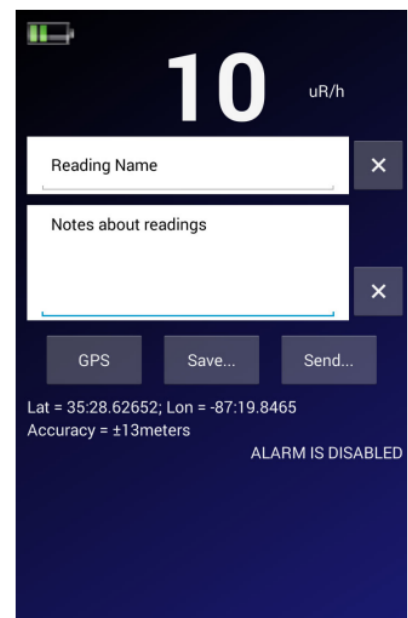 10 uR/h
Reading Name
×
Notes about readings
×
GPS Save... Send...
Lat = 35:28.62652; Lon = -87:19.8465
Accuracy = ±13meters
ALARM IS DISABLED